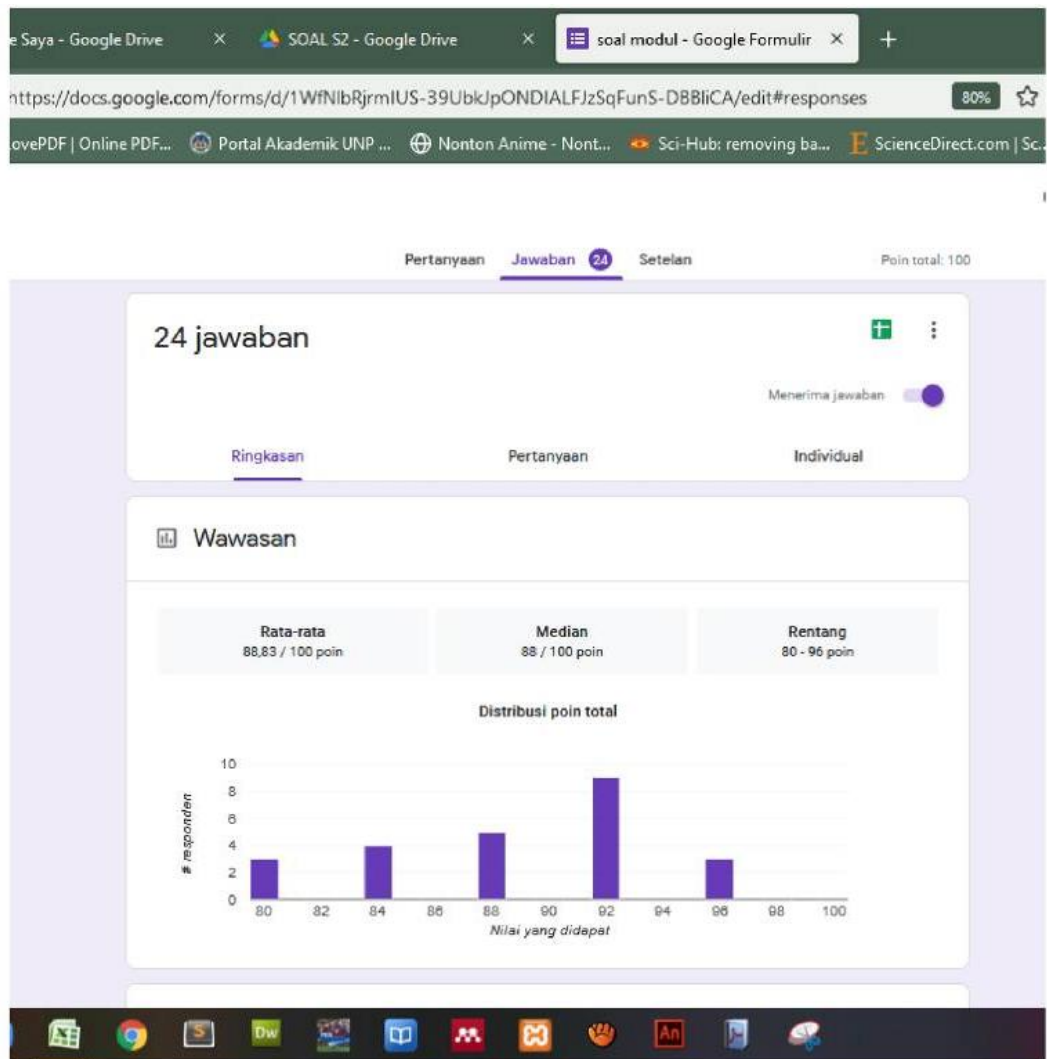 e Saya - Google Drive × SOAL S2 - Google Drive × soal modul - Google Formulir × +
https://docs.google.com/forms/d/1WfNlbRjrmIUS-39UbkJpONDIALFJzSqFunS-DBBliCA/edit#responses 80%
LovePDF | Online PDF... Portal Akademik UNP ... Nonton Anime - Nont... Sci-Hub: removing ba... E ScienceDirect.com | Sc...
Pertanyaan Jawaban 24 Setelan Poin total: 100
24 jawaban
Menerima jawaban
Ringkasan Pertanyaan Individual
Wawasan
Rata-rata Median Rentang
88,83 / 100 poin 88 / 100 poin 80 - 96 poin
Distribusi poin total
10
8
6
4
2
0
# responden
80 82 84 86 88 90 92 94 96 98 100
Nilai yang didapat
S Dw An